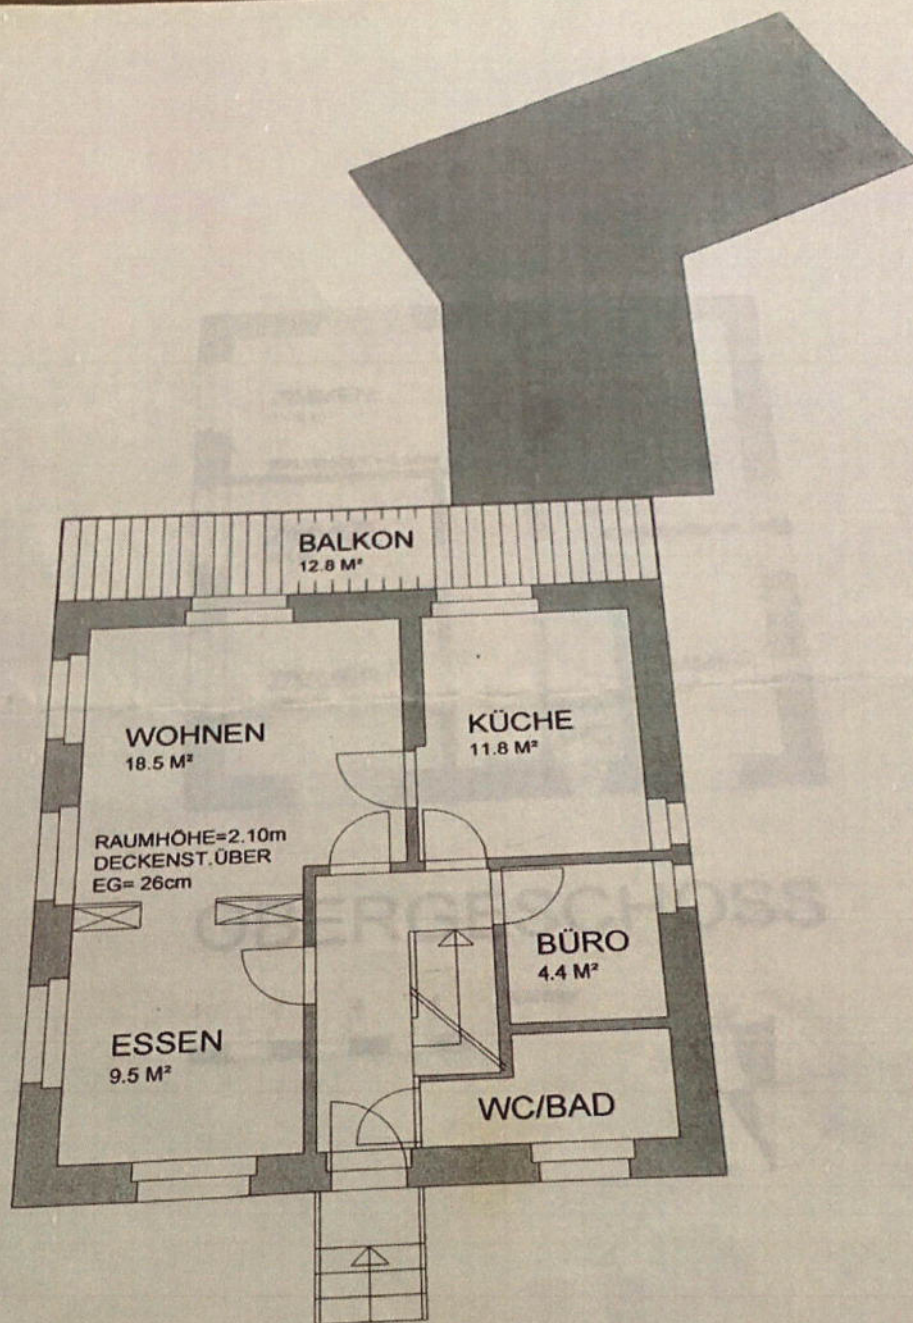 BALKON
12.8 M²
WOHNEN
18.5 M²
KÜCHE
11.8 M²
RAUMHÖHE=2.10m
DECKENST.ÜBER
EG= 26cm
OBERGESCHOSS
BÜRO
4.4 M²
ESSEN
9.5 M²
WC/BAD